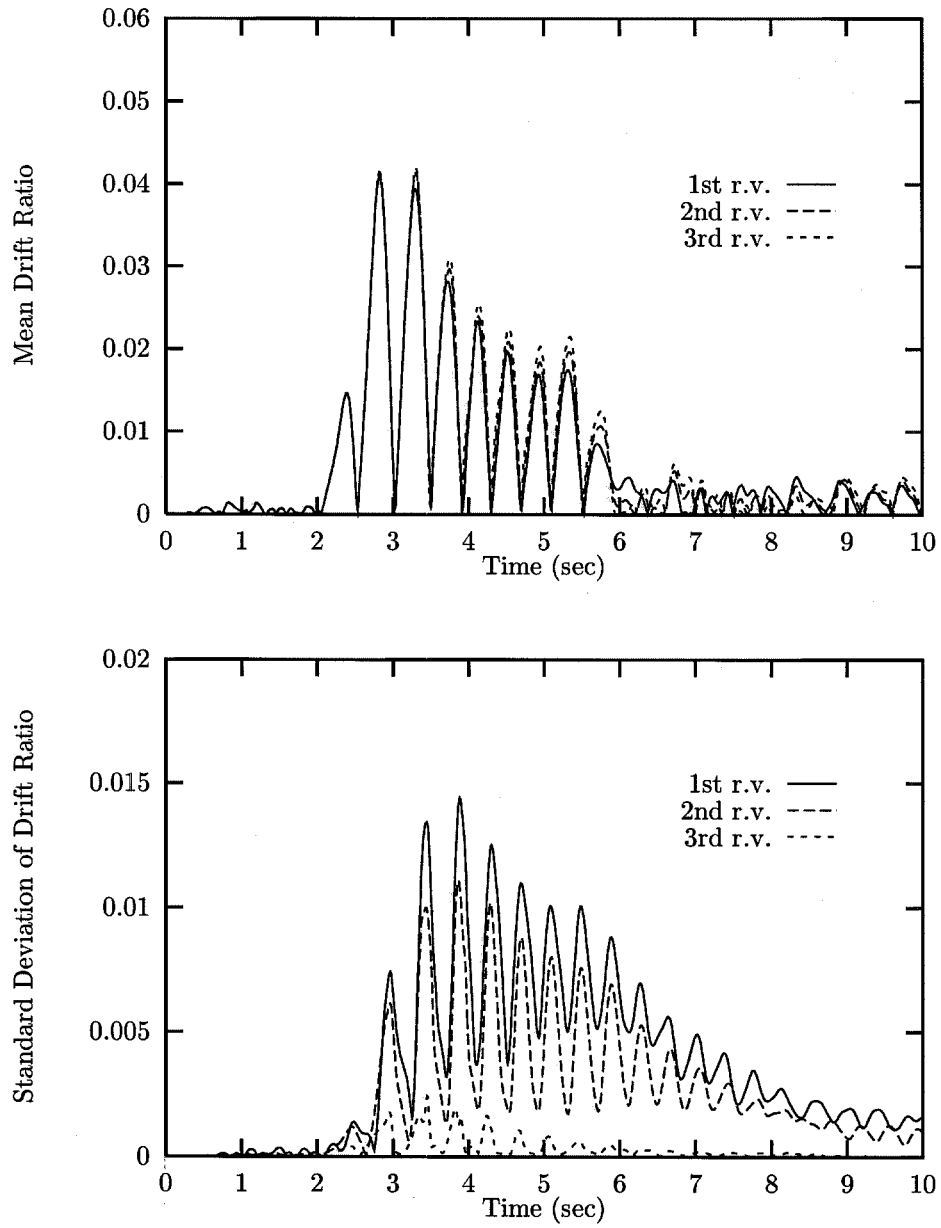 0.06
0.05
0.04
0.03
0.02
0.01
0
Mean Drift Ratio
1st r.v.
2nd r.v.
3rd r.v.
0 1 2 3 4 5 6 7 8 9 10
Time (sec)
0.02
0.015
0.01
0.005
0
Standard Deviation of Drift Ratio
1st r.v.
2nd r.v.
3rd r.v.
0 1 2 3 4 5 6 7 8 9 10
Time (sec)